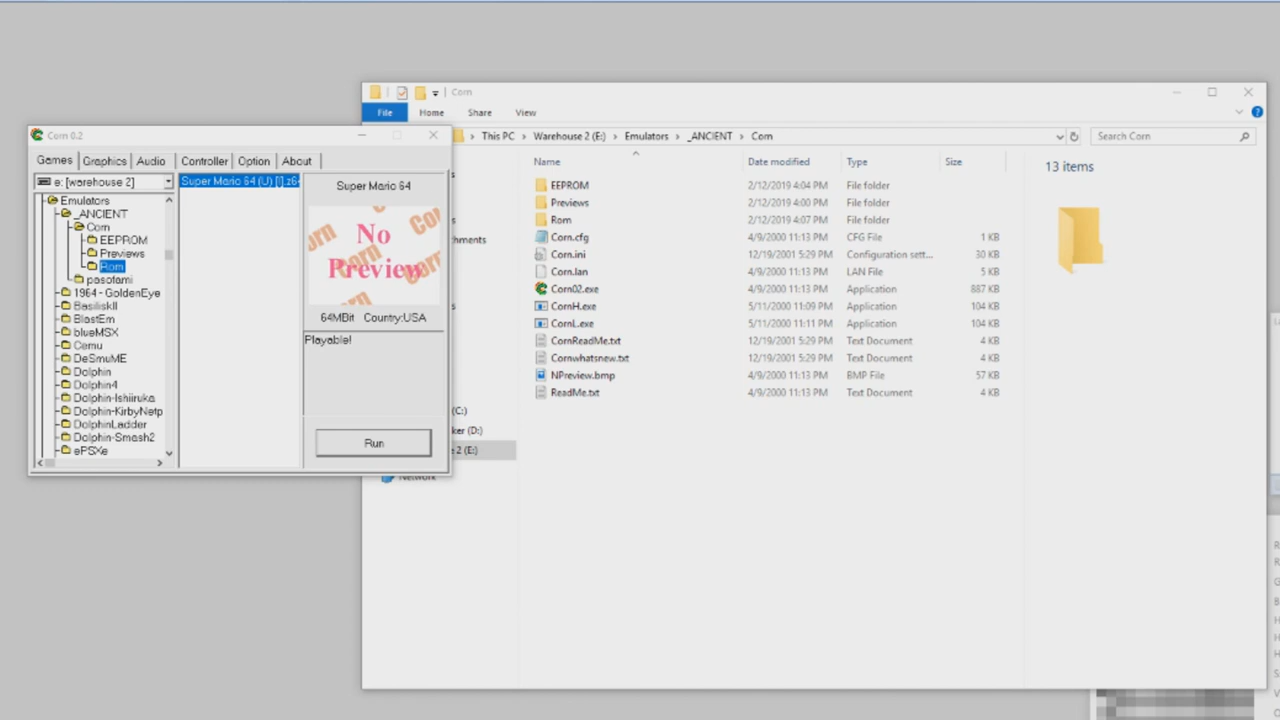 Corn
File
Home
Share
View
This PC
Warehouse 2 (E:)
Emulators
_ANCIENT
Corn
Search Corn
Name
Date modified
Type
Size
EEPROM 2/12/2019 4:04 PM File folder
Previews 2/12/2019 4:00 PM File folder
Rom 2/12/2019 4:07 PM File folder
Corn.cfg 4/9/2000 11:13 PM CFG File 1 KB
Corn.ini 12/19/2001 5:29 PM Configuration sett... 30 KB
Corn.lan 4/9/2000 11:13 PM LAN File 5 KB
Corn02.exe 4/9/2000 11:13 PM Application 887 KB
CornH.exe 5/11/2000 11:09 PM Application 104 KB
CornL.exe 5/11/2000 11:11 PM Application 104 KB
CornReadMe.txt 12/19/2001 5:29 PM Text Document 4 KB
Cornwhatsnew.txt 12/19/2001 5:29 PM Text Document 4 KB
NPreview.bmp 4/9/2000 11:13 PM BMP File 57 KB
ReadMe.txt 4/9/2000 11:13 PM Text Document 4 KB
13 items
hments
(C:)
ker (D:)
e 2 (E:)
Network
Corn 0.2
Games
Graphics
Audio
Controller
Option
About
e: [warehouse 2]
Emulators
_ANCIENT
Corn
EEPROM
Previews
Rom
pasofami
1964 - GoldenEye
BasiliskII
BlastEm
blueMSX
Cemu
DeSmuME
Dolphin
Dolphin4
Dolphin-Ishiiruka
Dolphin-KirbyNetp
DolphinLadder
Dolphin-Smash2
ePSXe
Super Mario 64 (U) [!].z6
Super Mario 64
No
Preview
Corn
64MBit Country:USA
Playable!
Run